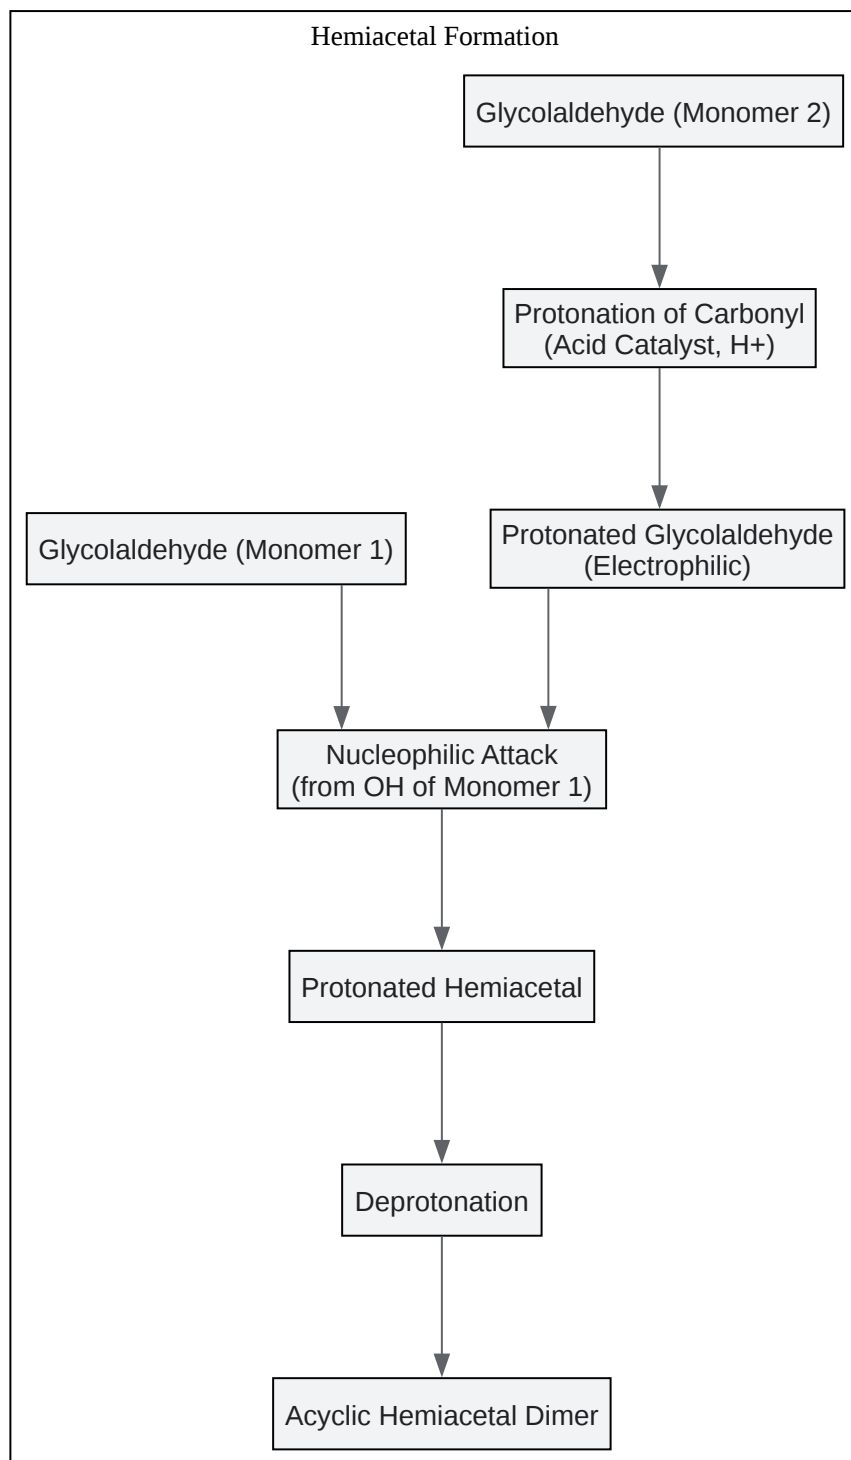 Hemiacetal Formation
Glycolaldehyde (Monomer 2)
Protonation of Carbonyl
(Acid Catalyst, H+)
Glycolaldehyde (Monomer 1)
Protonated Glycolaldehyde
(Electrophilic)
Nucleophilic Attack
(from OH of Monomer 1)
Protonated Hemiacetal
Deprotonation
Acyclic Hemiacetal Dimer